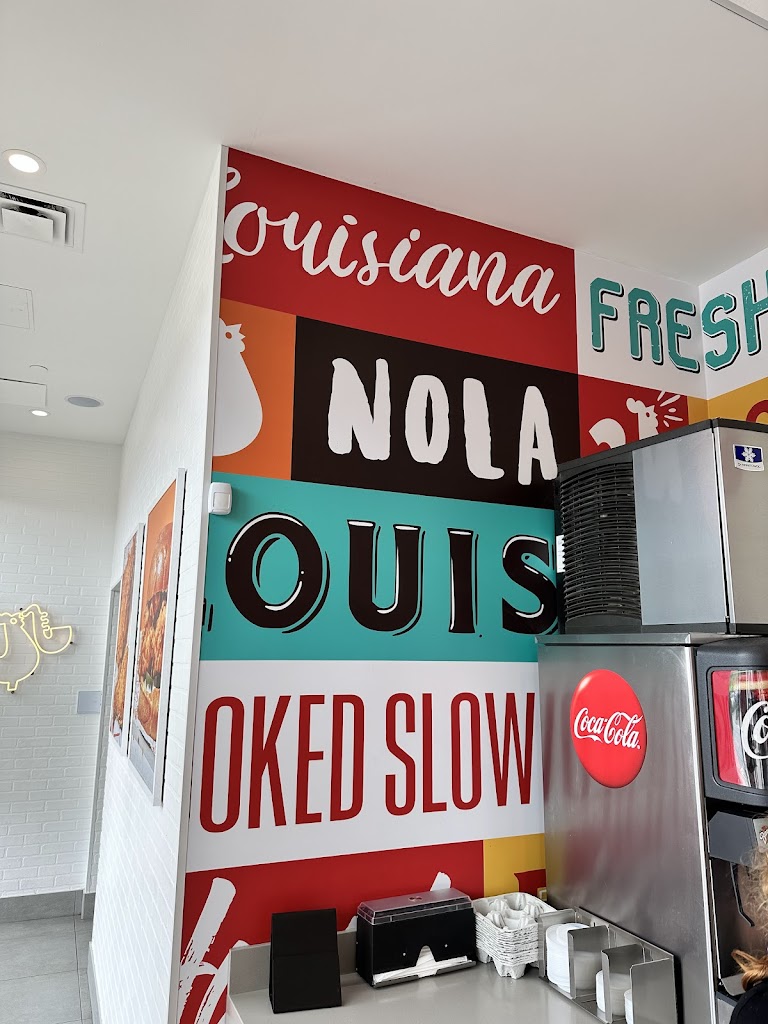 Louisiana
FRESH
NOLA
OUIS
OKED SLOW
Coca-Cola